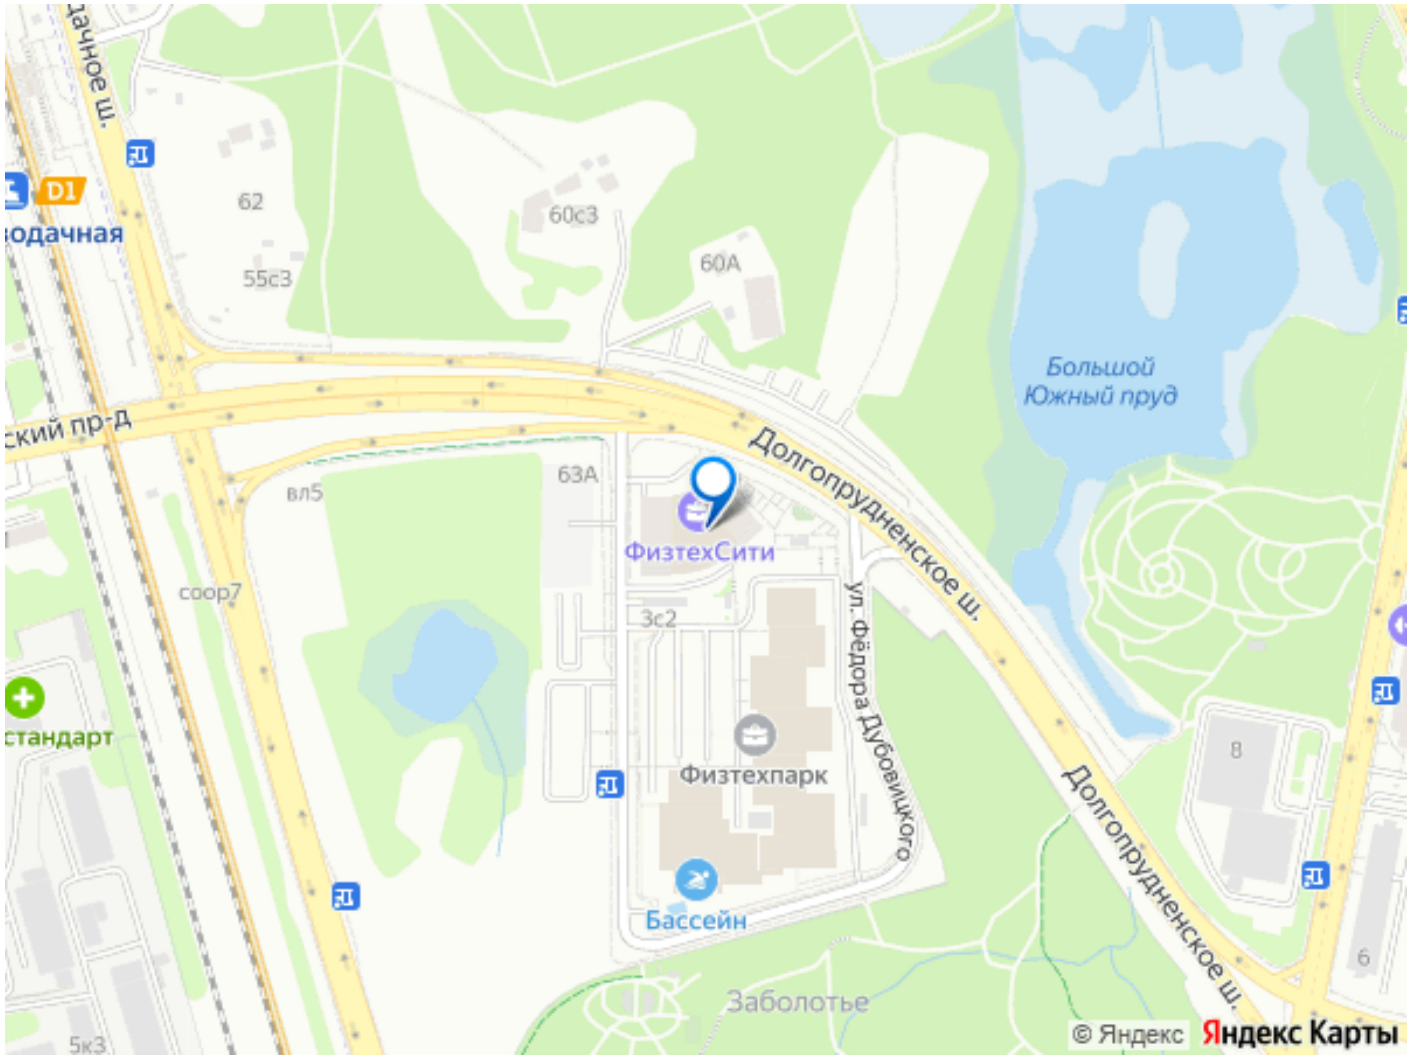 дачное ш.
D1
водачная
62
55с3
60с3
60А
Большой
Южный пруд
ский пр-д
Долгопрудненское ш.
63А
вл5
ФизтехСити
соор7
3с2
ул. Фёдора Дубовицкого
стандарт
Физтехпарк
8
Долгопрудненское ш.
Бассейн
Заболотье
6
5к3
© Яндекс
Яндекс Карты